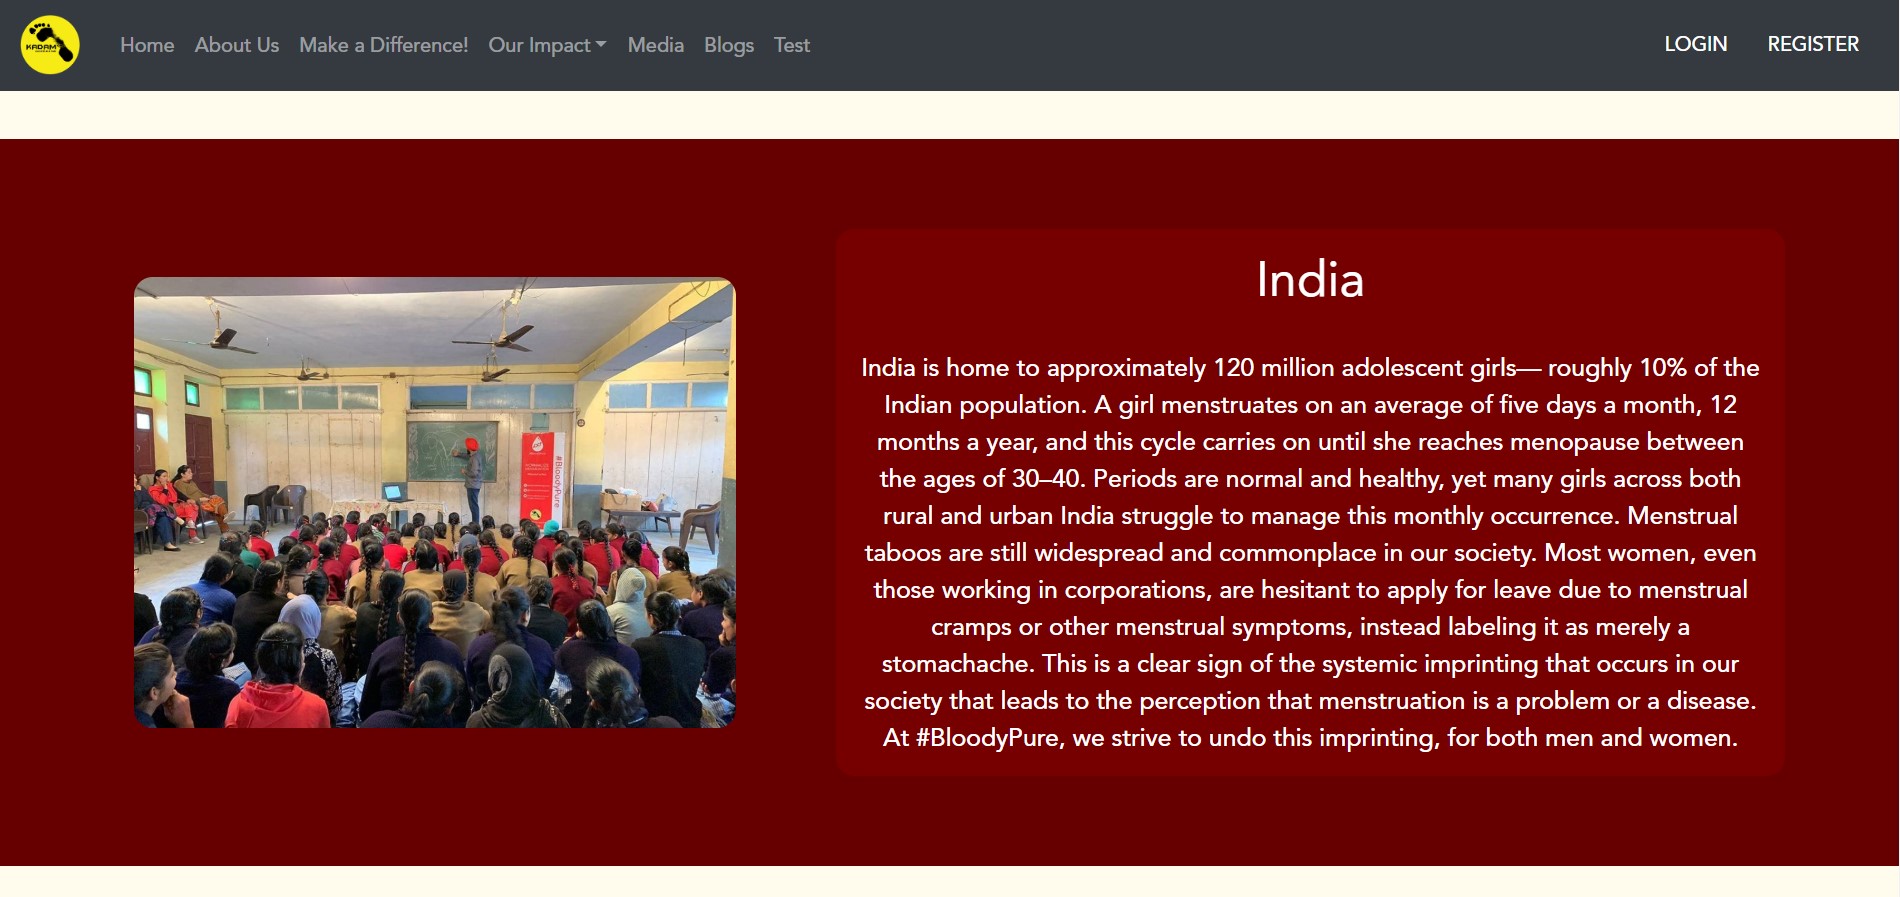 KADAM
Home About Us Make a Difference! Our Impact Media Blogs Test
LOGIN REGISTER
#BloodyPure
India
India is home to approximately 120 million adolescent girls— roughly 10% of the
Indian population. A girl menstruates on an average of five days a month, 12
months a year, and this cycle carries on until she reaches menopause between
the ages of 30–40. Periods are normal and healthy, yet many girls across both
rural and urban India struggle to manage this monthly occurrence. Menstrual
taboos are still widespread and commonplace in our society. Most women, even
those working in corporations, are hesitant to apply for leave due to menstrual
cramps or other menstrual symptoms, instead labeling it as merely a
stomachache. This is a clear sign of the systemic imprinting that occurs in our
society that leads to the perception that menstruation is a problem or a disease.
At #BloodyPure, we strive to undo this imprinting, for both men and women.